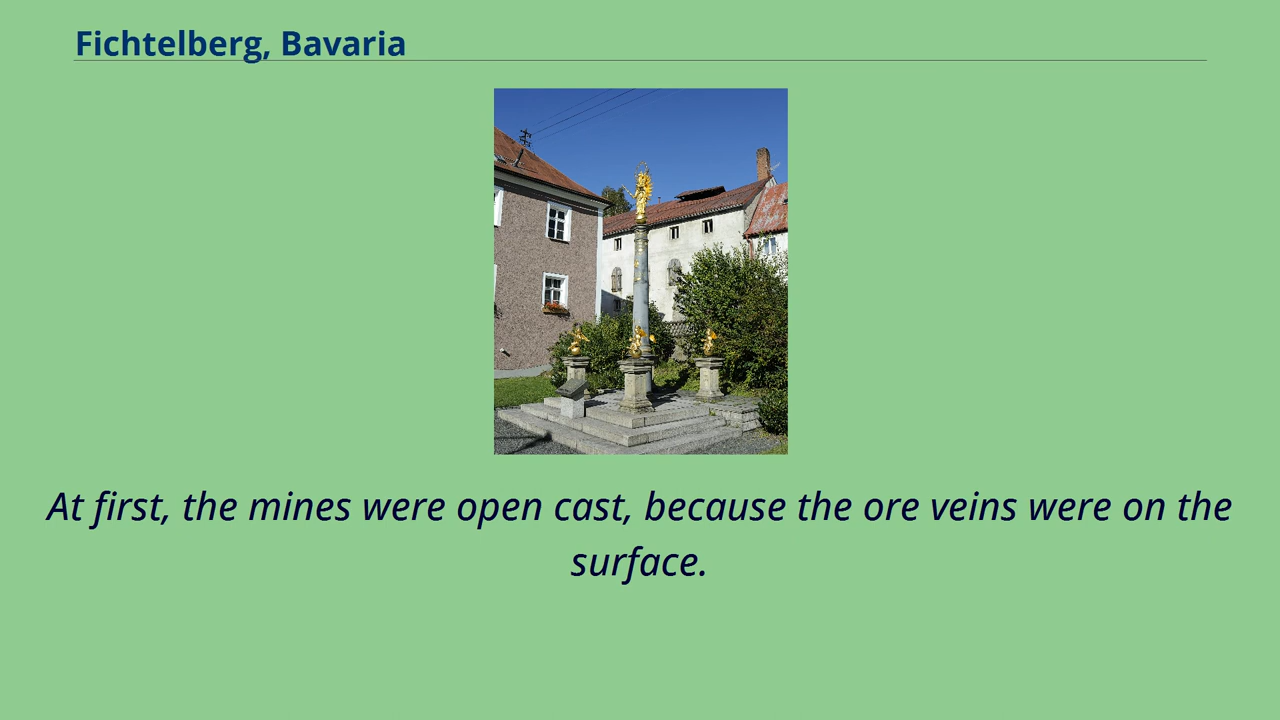 Fichtelberg, Bavaria
At first, the mines were open cast, because the ore veins were on the
surface.